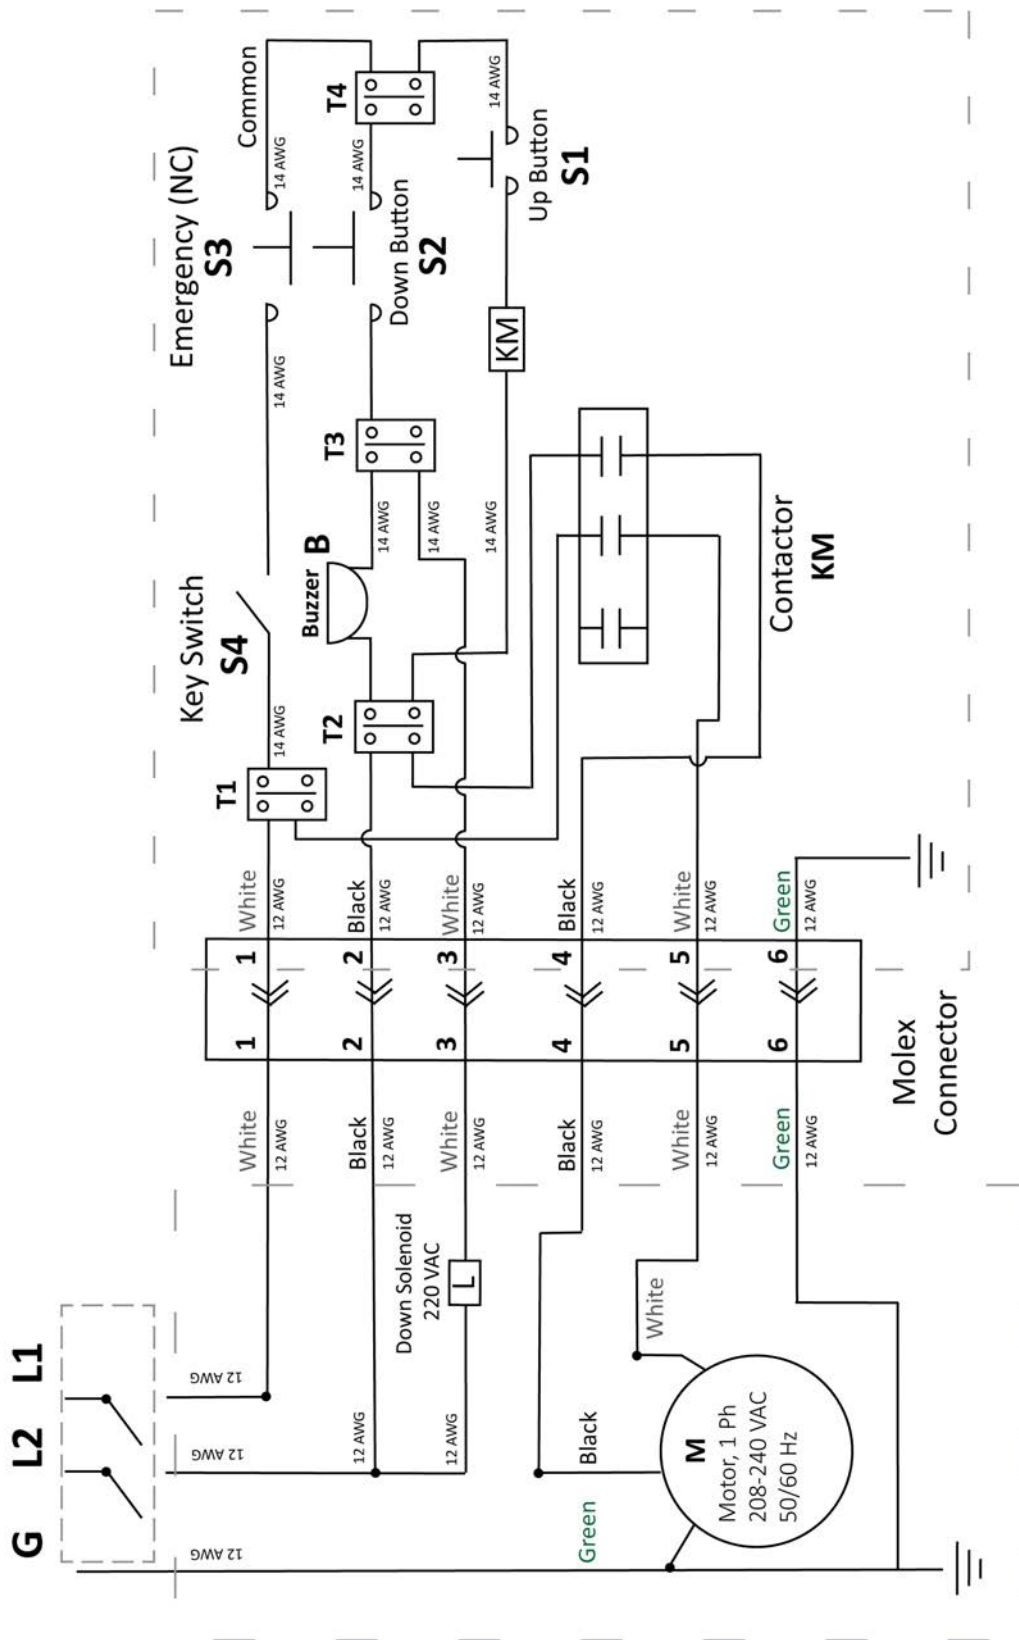 G L2 L1
12 AWG
12 AWG
12 AWG
Emergency (NC)
S3
Common
14 AWG
14 AWG
T4
14 AWG
Down Button
S2
14 AWG
Up Button
S1
KM
Key Switch
S4
14 AWG
T3
14 AWG
14 AWG
14 AWG
Buzzer B
T2
T1
Contactor
KM
White
12 AWG
Black
12 AWG
White
12 AWG
Black
12 AWG
White
12 AWG
Green
12 AWG
1 2 3 4 5 6
1 2 3 4 5 6
Molex
Connector
White
12 AWG
Black
12 AWG
White
12 AWG
Black
12 AWG
White
12 AWG
Green
12 AWG
Down Solenoid
220 VAC
L
12 AWG
12 AWG
White
Black
Green
M
Motor, 1 Ph
208-240 VAC
50/60 Hz